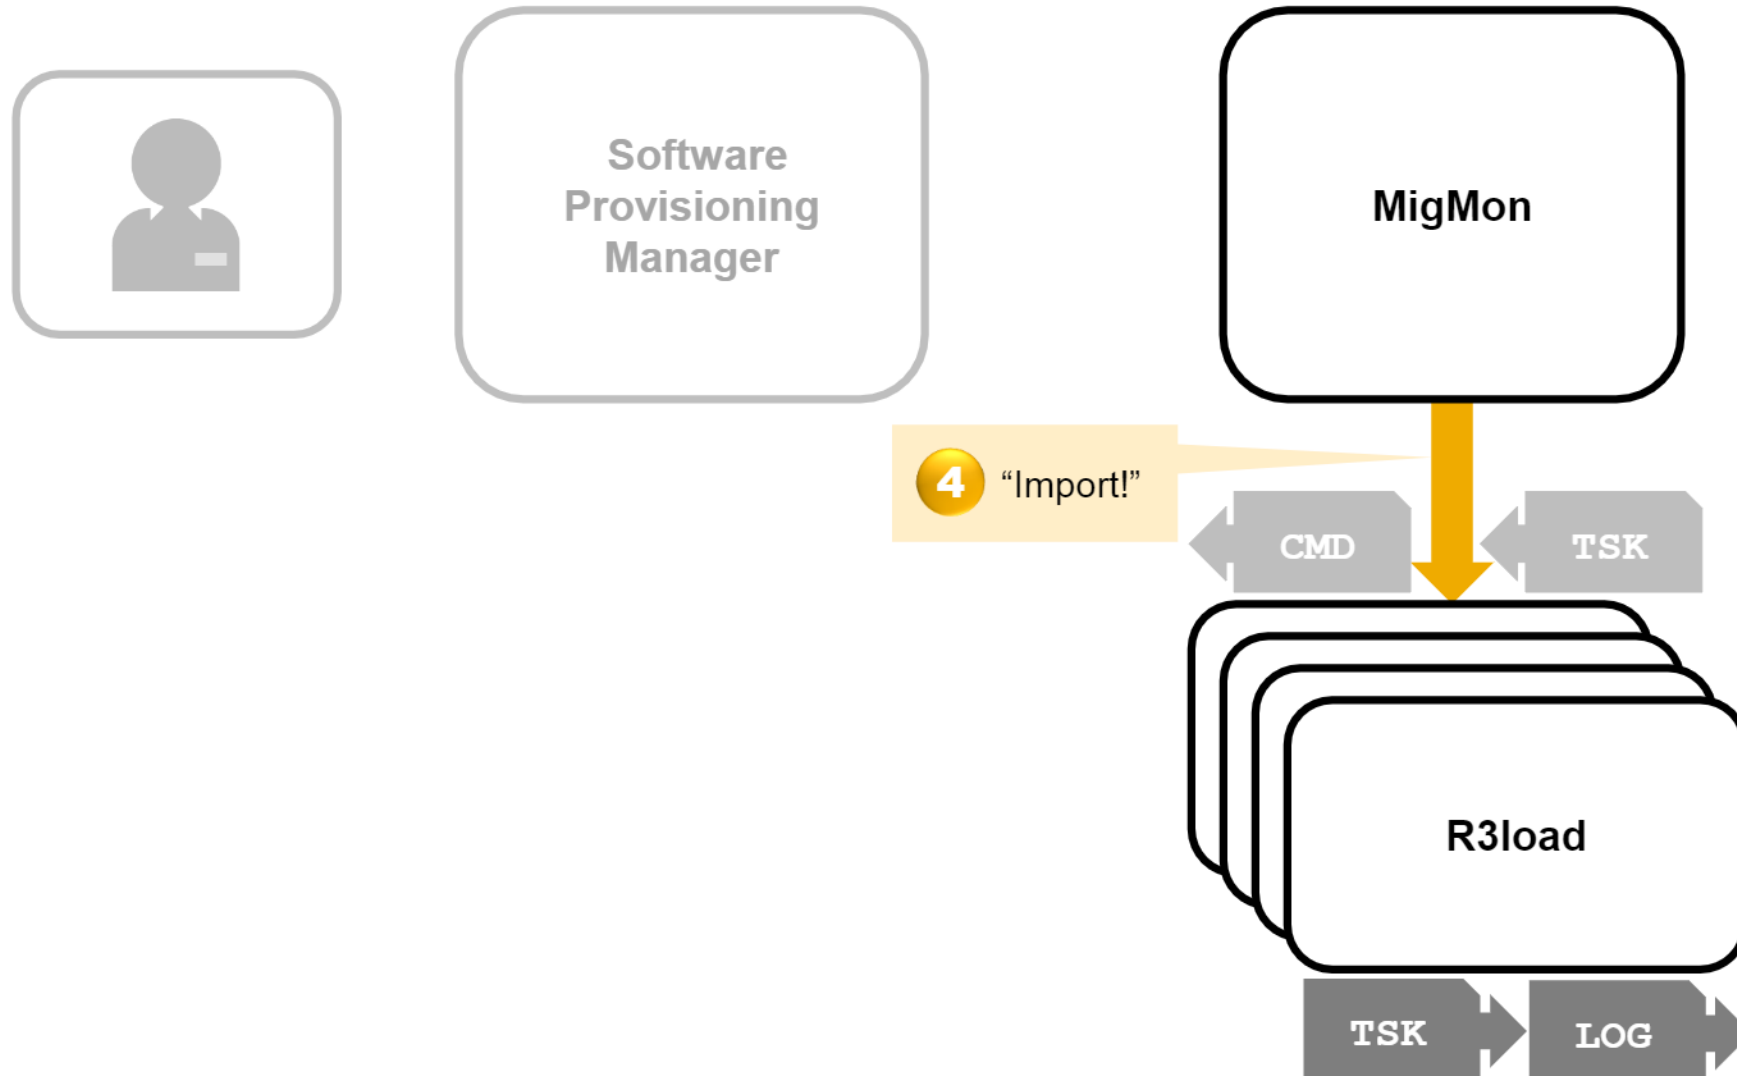 Software
Provisioning
Manager
MigMon
4 “Import!”
CMD
TSK
R3load
TSK
LOG